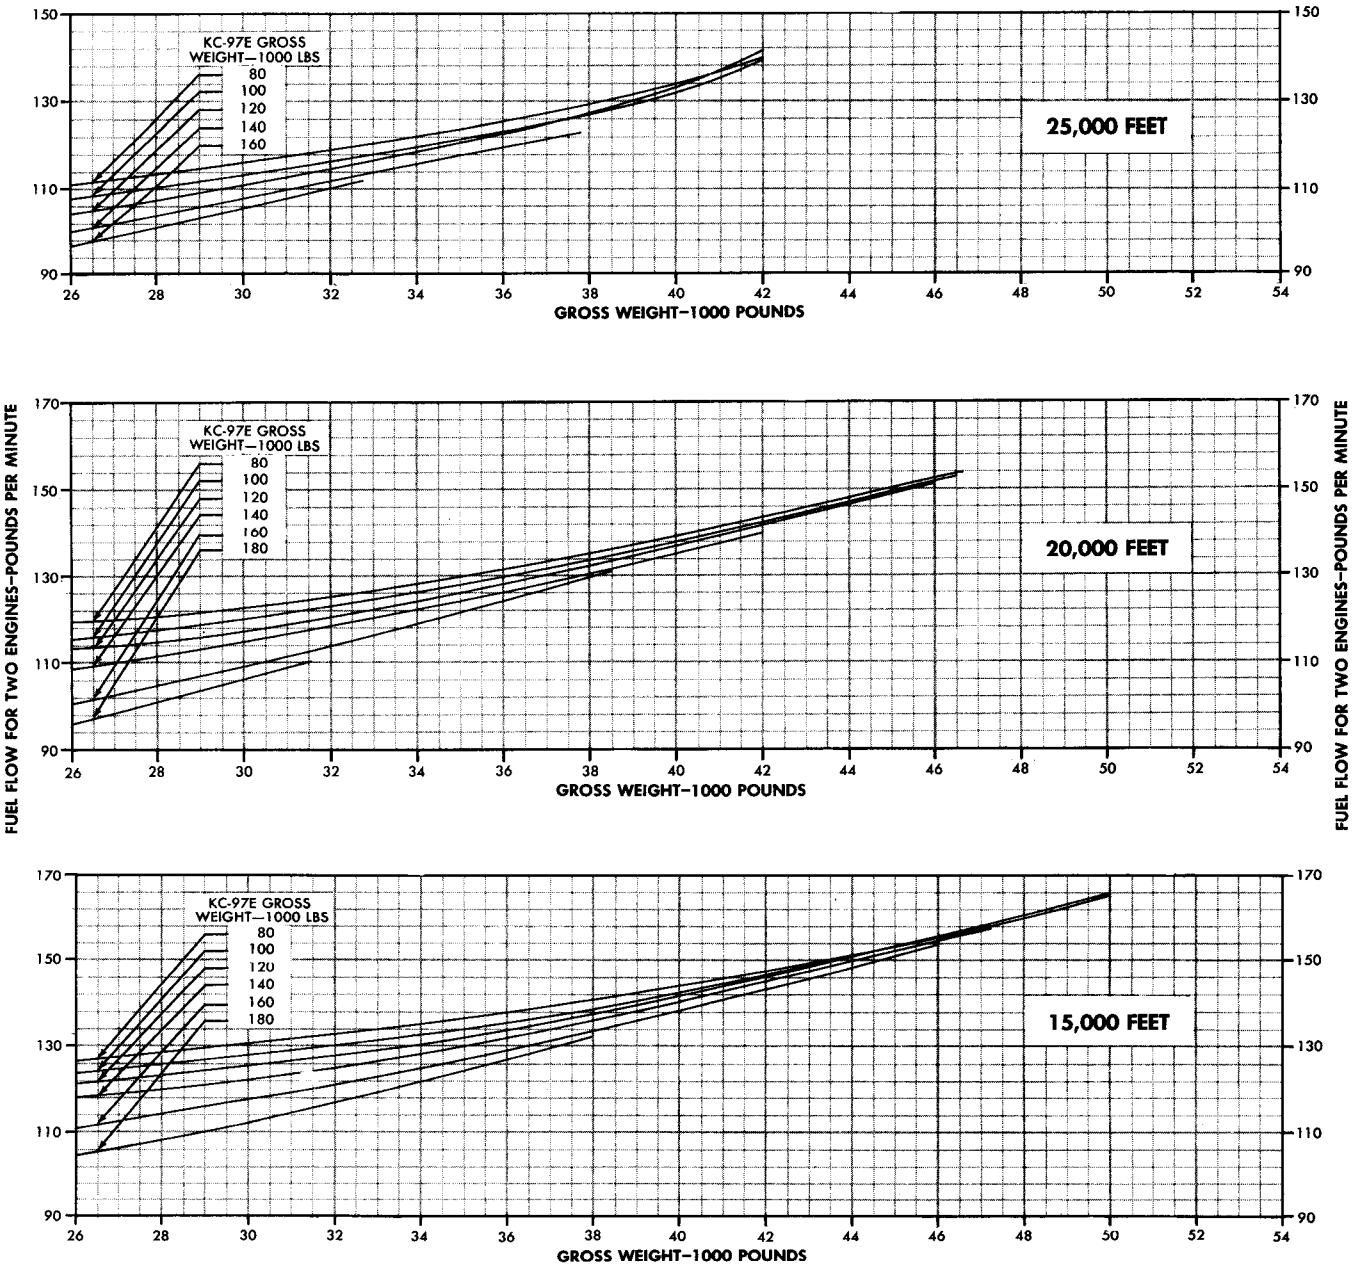 150
150
KC-97E GROSS
WEIGHT—1000 LBS
80
100
120
140
160
130
130
25,000 FEET
110
110
90
90
26 28 30 32 34 36 38 40 42 44 46 48 50 52 54
GROSS WEIGHT—1000 POUNDS
FUEL FLOW FOR TWO ENGINES—POUNDS PER MINUTE
FUEL FLOW FOR TWO ENGINES—POUNDS PER MINUTE
170
170
KC-97E GROSS
WEIGHT—1000 LBS
80
100
120
140
160
180
150
150
20,000 FEET
130
130
110
110
90
90
26 28 30 32 34 36 38 40 42 44 46 48 50 52 54
GROSS WEIGHT—1000 POUNDS
170
170
KC-97E GROSS
WEIGHT—1000 LBS
80
100
120
140
160
180
150
150
15,000 FEET
130
130
110
110
90
90
26 28 30 32 34 36 38 40 42 44 46 48 50 52 54
GROSS WEIGHT—1000 POUNDS